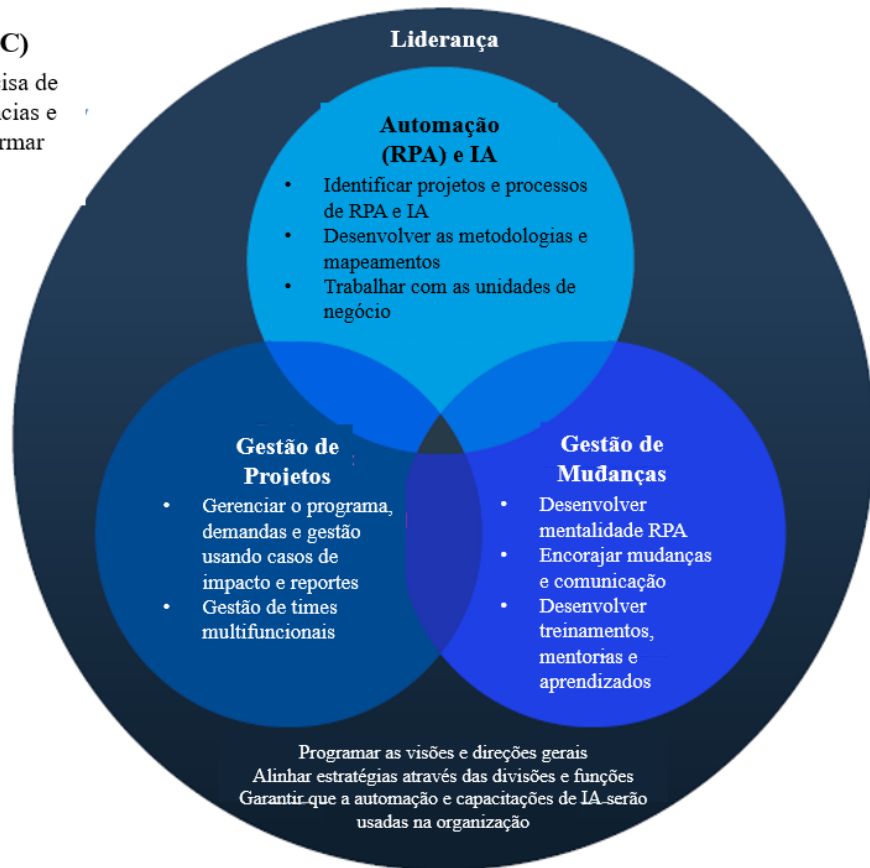 C)
isa de
cias e
rmar
Liderança
Automação
(RPA) e IA
• Identificar projetos e processos
de RPA e IA
• Desenvolver as metodologias e
mapeamentos
• Trabalhar com as unidades de
negócio
Gestão de
Projetos
• Gerenciar o programa,
demandas e gestão
usando casos de
impacto e reportes
• Gestão de times
multifuncionais
Gestão de
Mudanças
• Desenvolver
mentalidade RPA
• Encorajar mudanças
e comunicação
• Desenvolver
treinamentos,
mentorias e
aprendizados
Programar as visões e direções gerais
Alinhar estratégias através das divisões e funções
Garantir que a automação e capacitações de IA serão
usadas na organização